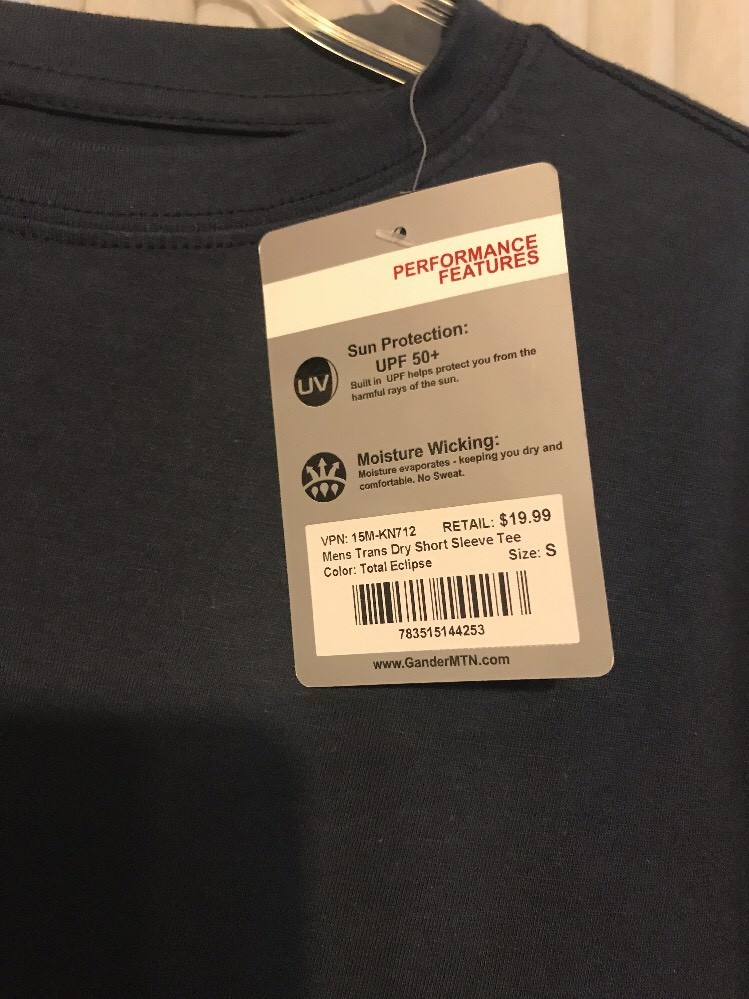 PERFORMANCE
FEATURES
Sun Protection:
UPF 50+
UV
Built in UPF helps protect you from the
harmful rays of the sun.
Moisture Wicking:
Moisture evaporates - keeping you dry and
comfortable. No Sweat.
VPN: 15M-KN712 RETAIL: $19.99
Mens Trans Dry Short Sleeve Tee
Color: Total Eclipse Size: S
783515144253
www.GanderMTN.com